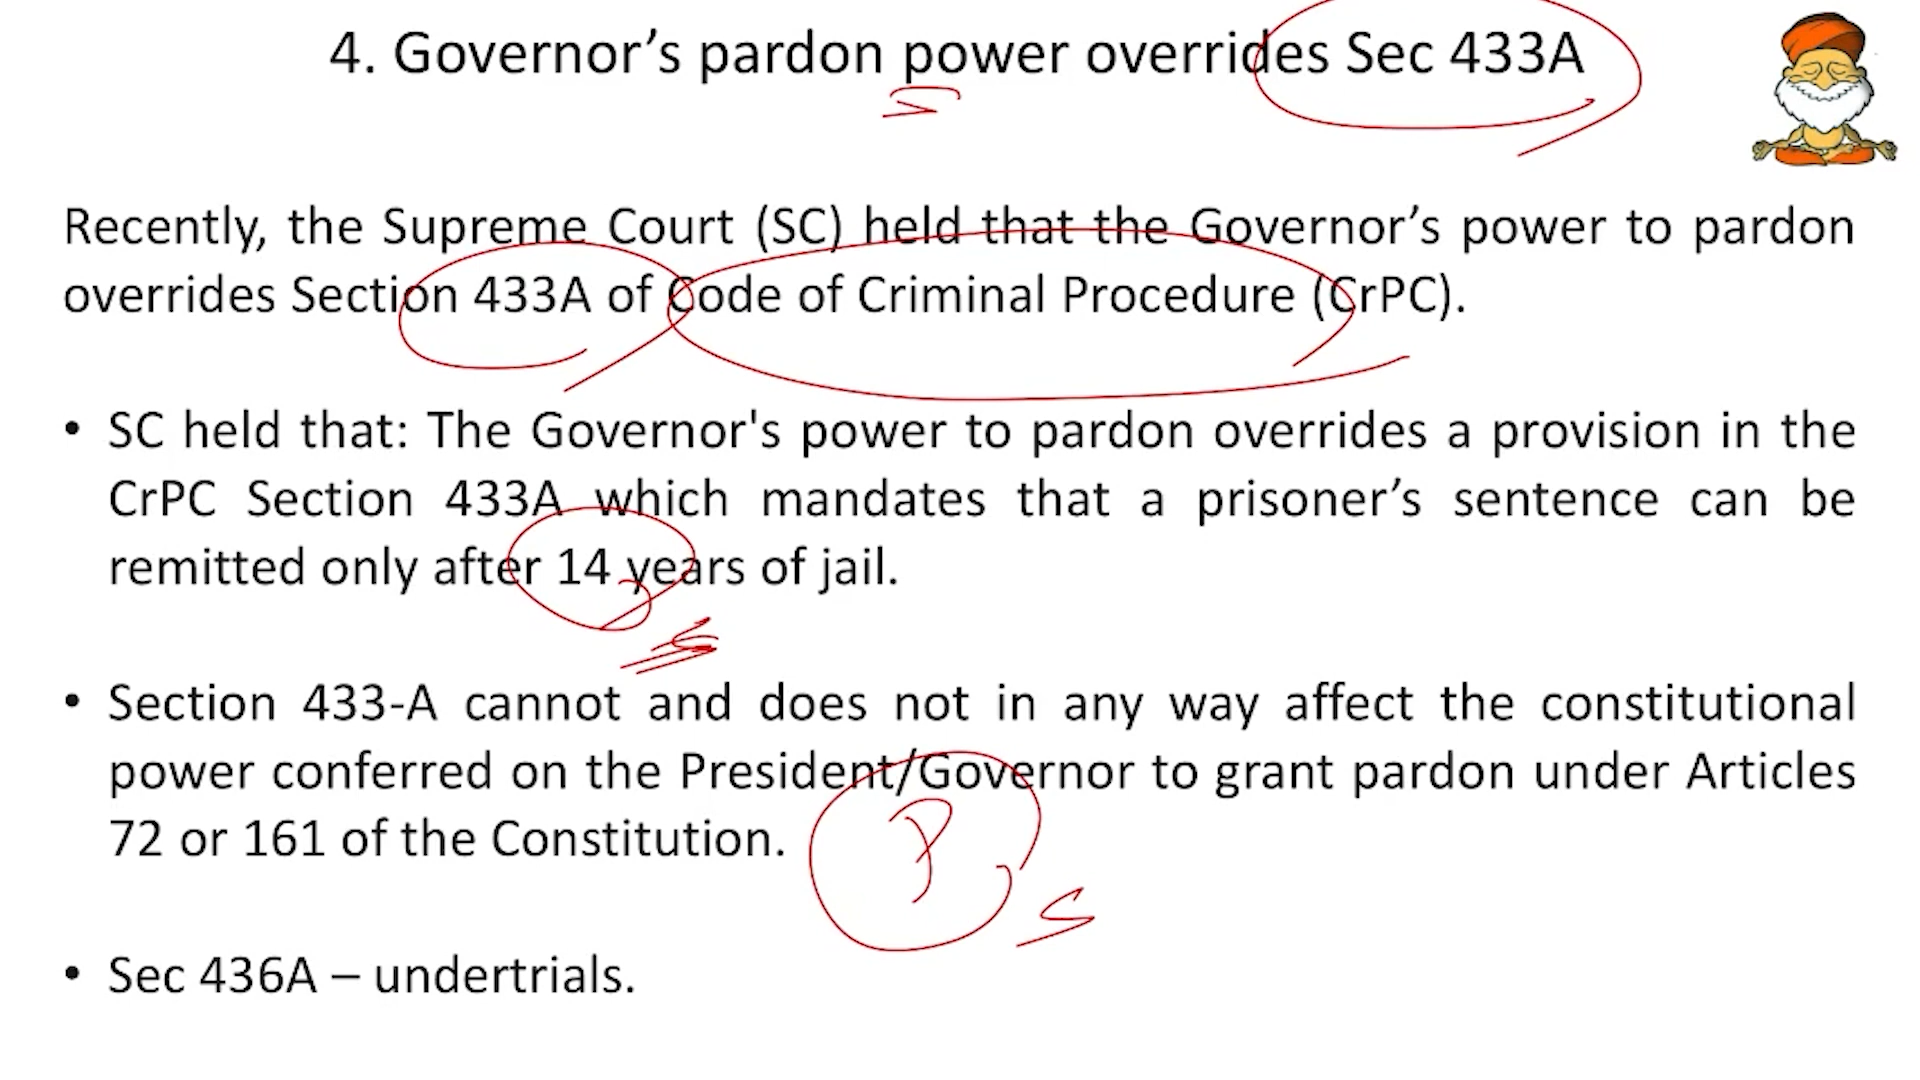 4. Governor’s pardon power overrides Sec 433A
Recently, the Supreme Court (SC) held that the Governor’s power to pardon
overrides Section 433A of Code of Criminal Procedure (CrPC).
• SC held that: The Governor's power to pardon overrides a provision in the
CrPC Section 433A which mandates that a prisoner’s sentence can be
remitted only after 14 years of jail.
• Section 433-A cannot and does not in any way affect the constitutional
power conferred on the President/Governor to grant pardon under Articles
72 or 161 of the Constitution.
P
• Sec 436A – undertrials.